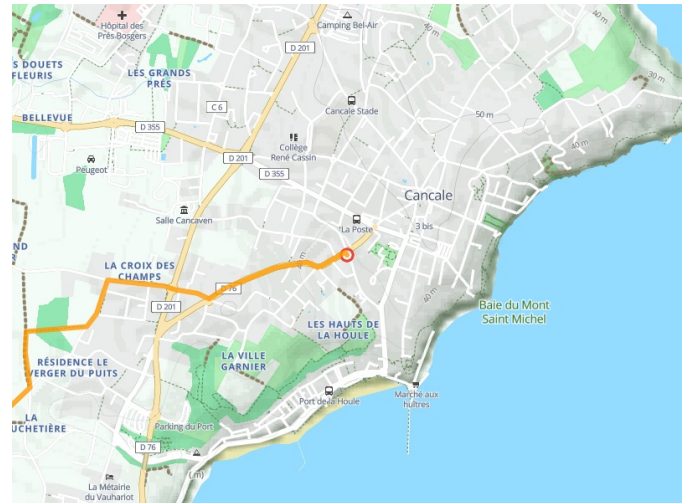 Hôpital des
Prés-Bosgers
D 201
Camping Bel-Air
40 m
S DOUETS
FLEURIS
LES GRANDS
PRÉS
30 m
C 6
Cancale Stade
50 m
BELLEVUE
D 355
40 m
Collège
René Cassin
D 201
Peugeot
D 355
Cancale
Salle Cancaven
La Poste
3 bis
ND
LA CROIX DES
CHAMPS
40 m
D 76
D 201
40 m
Baie du Mont
Saint Michel
LES HAUTS DE
LA HOULE
RÉSIDENCE LE
VERGER DU PUITS
LA VILLE
GARNIER
Port de la Houle
Marché aux
huîtres
LA
UCHETIÈRE
Parking du Port
D 76
( m)
La Métairie
du Vauhariot